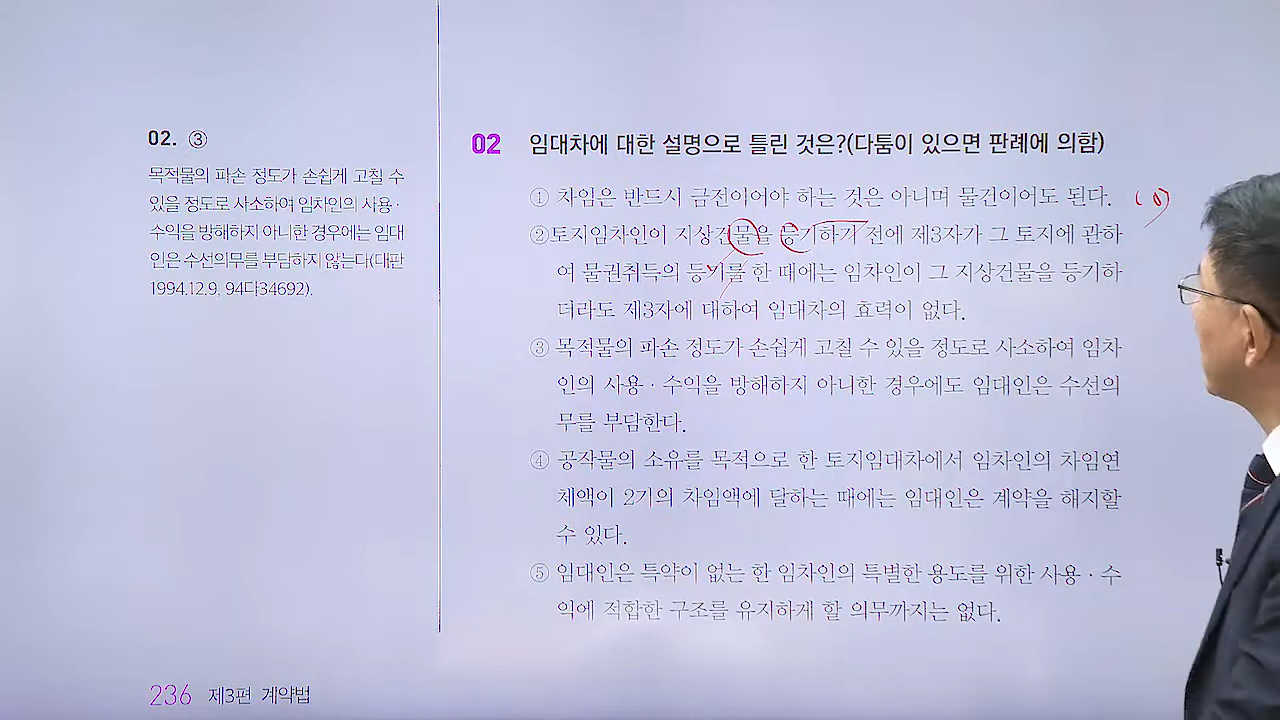 02. ③
목적물의 파손 정도가 손쉽게 고칠 수
있을 정도로 사소하여 임차인의 사용·
수익을 방해하지 아니한 경우에는 임대
인은 수선의무를 부담하지 않는다(대판
1994.12.9, 94다34692).
02 임대차에 대한 설명으로 틀린 것은?(다툼이 있으면 판례에 의함)
① 차임은 반드시 금전이어야 하는 것은 아니며 물건이어도 된다. (0)
②토지임차인이 지상건물을 등기하기 전에 제3자가 그 토지에 관하
여 물권취득의 등기를 한 때에는 임차인이 그 지상건물을 등기하
더라도 제3자에 대하여 임대차의 효력이 없다.
③ 목적물의 파손 정도가 손쉽게 고칠 수 있을 정도로 사소하여 임차
인의 사용·수익을 방해하지 아니한 경우에도 임대인은 수선의
무를 부담한다.
④ 공작물의 소유를 목적으로 한 토지임대차에서 임차인의 차임연
체액이 2기의 차임액에 달하는 때에는 임대인은 계약을 해지할
수 있다.
⑤ 임대인은 특약이 없는 한 임차인의 특별한 용도를 위한 사용·수
익에 적합한 구조를 유지하게 할 의무까지는 없다.
236 제3편 계약법